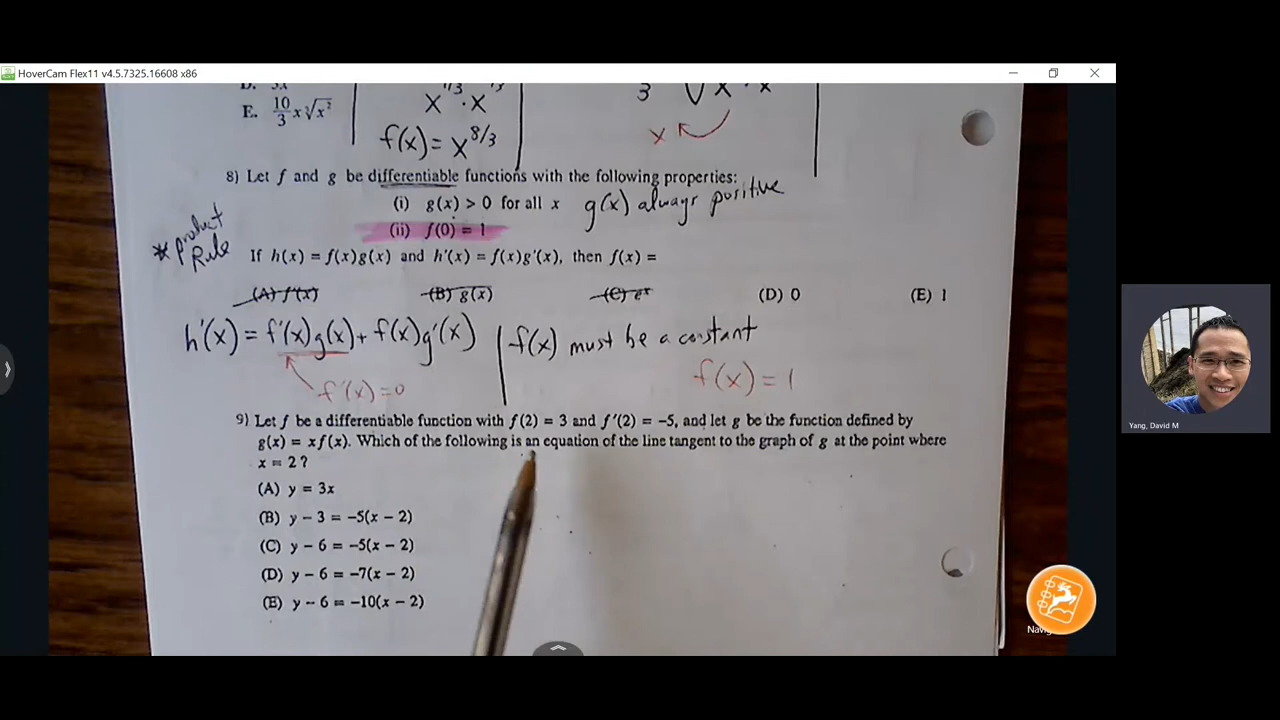 HoverCam Flex11 v4.5.7325.16608 x86
E. 10/3 x∛x²
x · x
f(x) = x^8/3
3 √x · x
x
8) Let f and g be differentiable functions with the following properties:
(i) g(x) > 0 for all x g(x) always positive
(ii) f(0) = 1
* Product Rule
If h(x) = f(x)g(x) and h'(x) = f(x)g'(x), then f(x) =
(A) f'(x) (B) g(x) (C) e^x (D) 0 (E) 1
h'(x) = f'(x)g(x) + f(x)g'(x) f(x) must be a constant
f'(x) = 0 f(x) = 1
9) Let f be a differentiable function with f(2) = 3 and f'(2) = -5, and let g be the function defined by
g(x) = xf(x). Which of the following is an equation of the line tangent to the graph of g at the point where
x = 2?
(A) y = 3x
(B) y - 3 = -5(x - 2)
(C) y - 6 = -5(x - 2)
(D) y - 6 = -7(x - 2)
(E) y - 6 = -10(x - 2)
Yang, David M